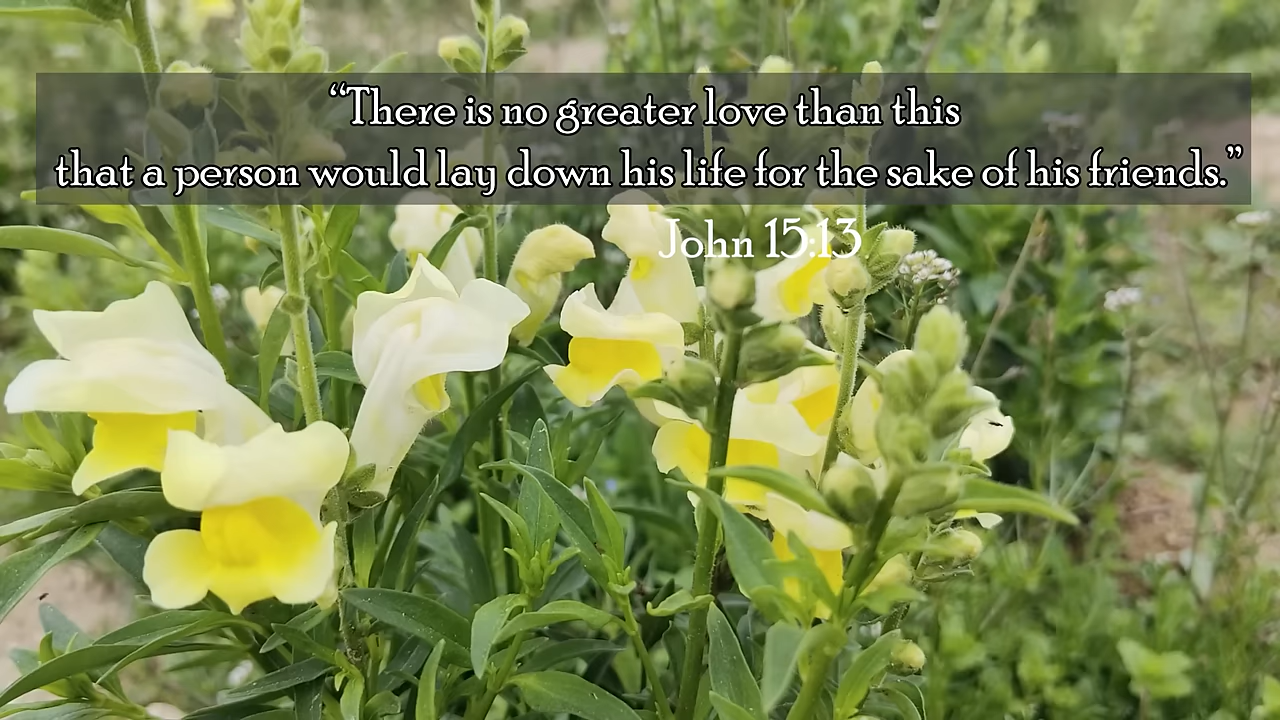 “There is no greater love than this
that a person would lay down his life for the sake of his friends.”
John 15:13